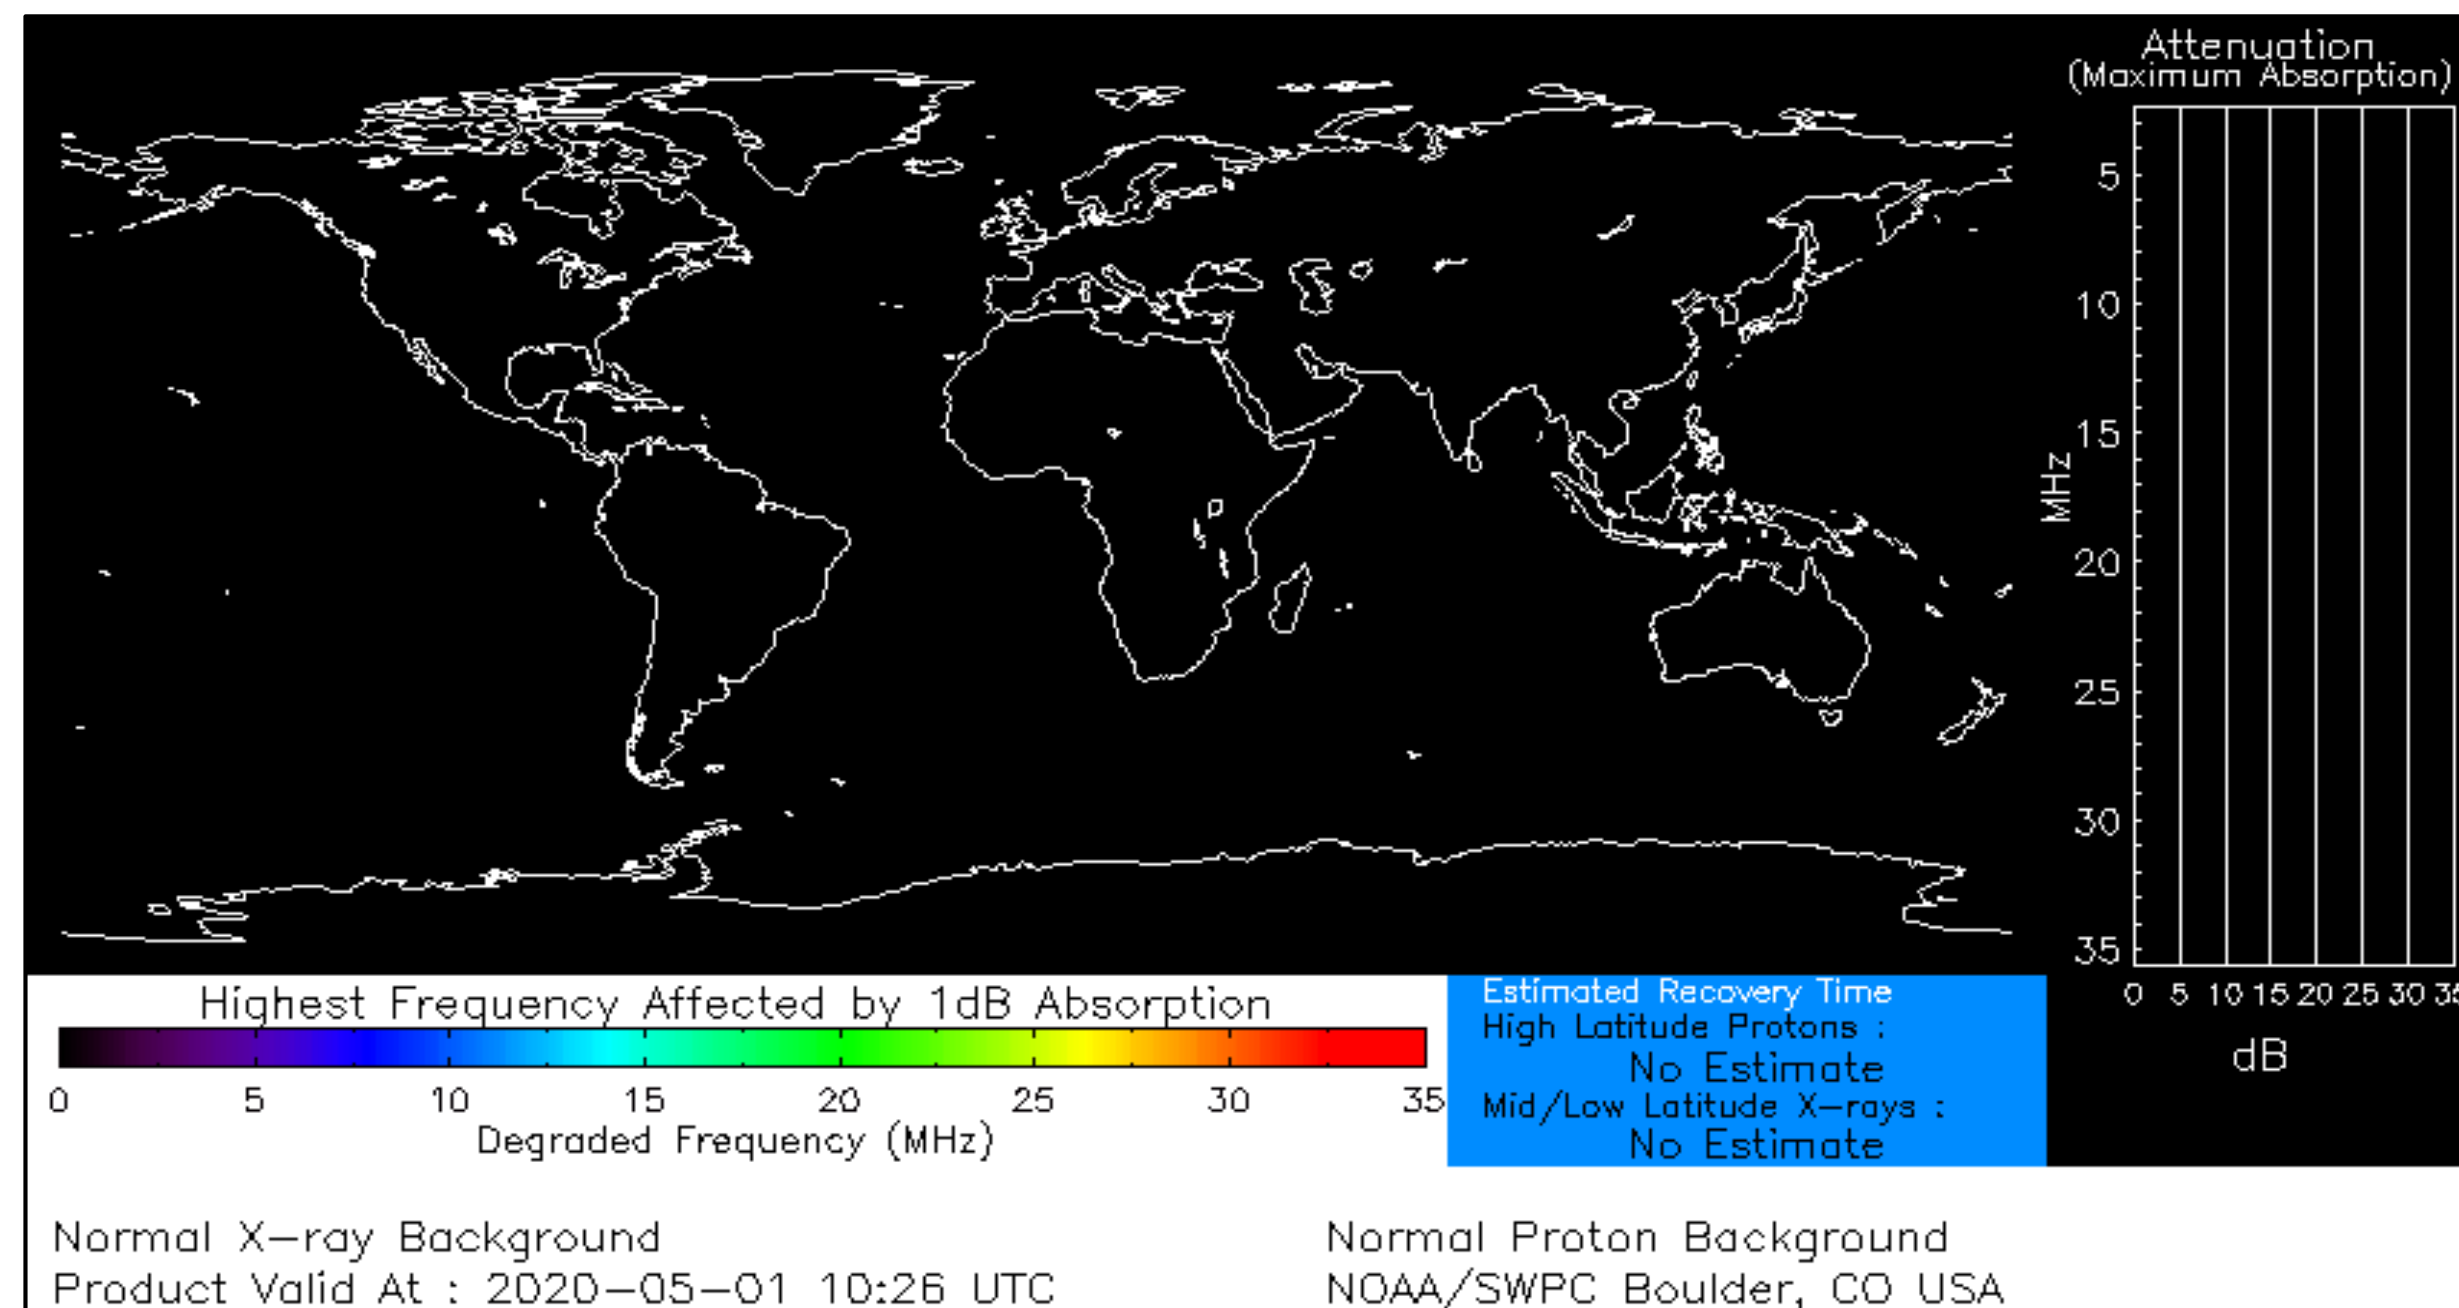 Attenuation
(Maximum Absorption)
5
10
15
20
25
30
35
MHz
0 5 10 15 20 25 30 35
dB
Highest Frequency Affected by 1dB Absorption
0 5 10 15 20 25 30 35
Degraded Frequency (MHz)
Estimated Recovery Time
High Latitude Protons :
No Estimate
Mid/Low Latitude X-rays :
No Estimate
Normal X-ray Background
Product Valid At : 2020-05-01 10:26 UTC
Normal Proton Background
NOAA/SWPC Boulder, CO USA